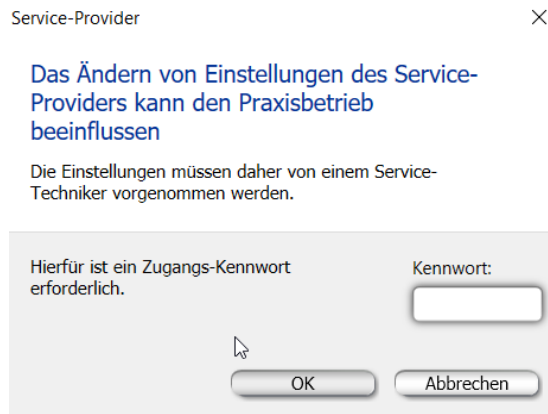 Service-Provider
Das Ändern von Einstellungen des Service-
Providers kann den Praxisbetrieb
beeinflussen
Die Einstellungen müssen daher von einem Service-
Techniker vorgenommen werden.
Hierfür ist ein Zugangs-Kennwort
erforderlich.
Kennwort:
OK
Abbrechen